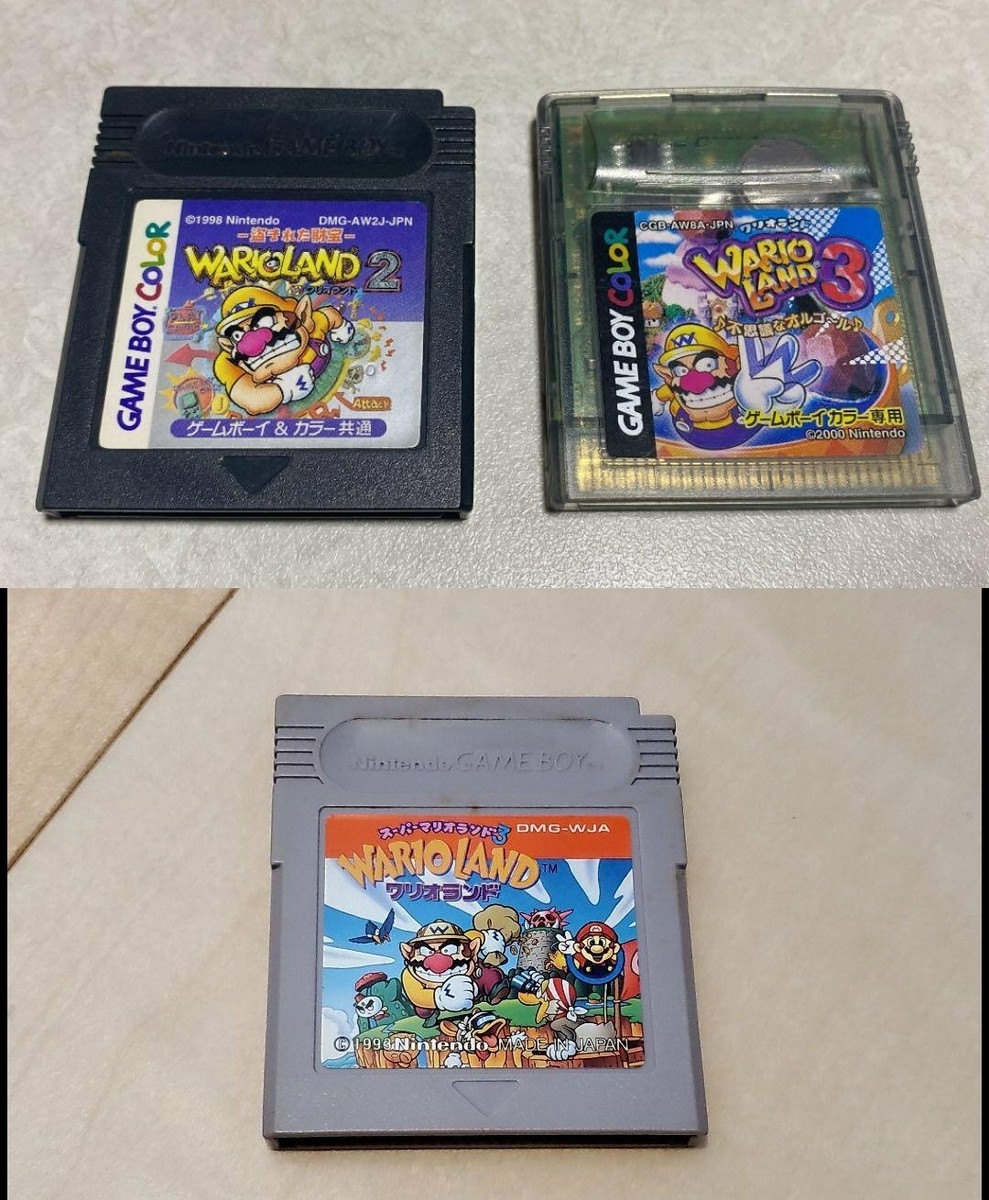 Nintendo GAME BOY TM
©1998 Nintendo DMG-AW2J-JPN
-盗まれた財宝-
WARIOLAND 2
ワリオランド
GAME BOY COLOR
Attack
ゲームボーイ & カラー共通
CGB-AW8A-JPN ワリオランド
WARIO
LAND 3
♪不思議なオルゴール♪
GAME BOY COLOR
ゲームボーイカラー専用
©2000 Nintendo
Nintendo GAME BOY TM
スーパーマリオランド3 DMG-WJA
WARIO LAND TM
ワリオランド
©1993 Nintendo MADE IN JAPAN